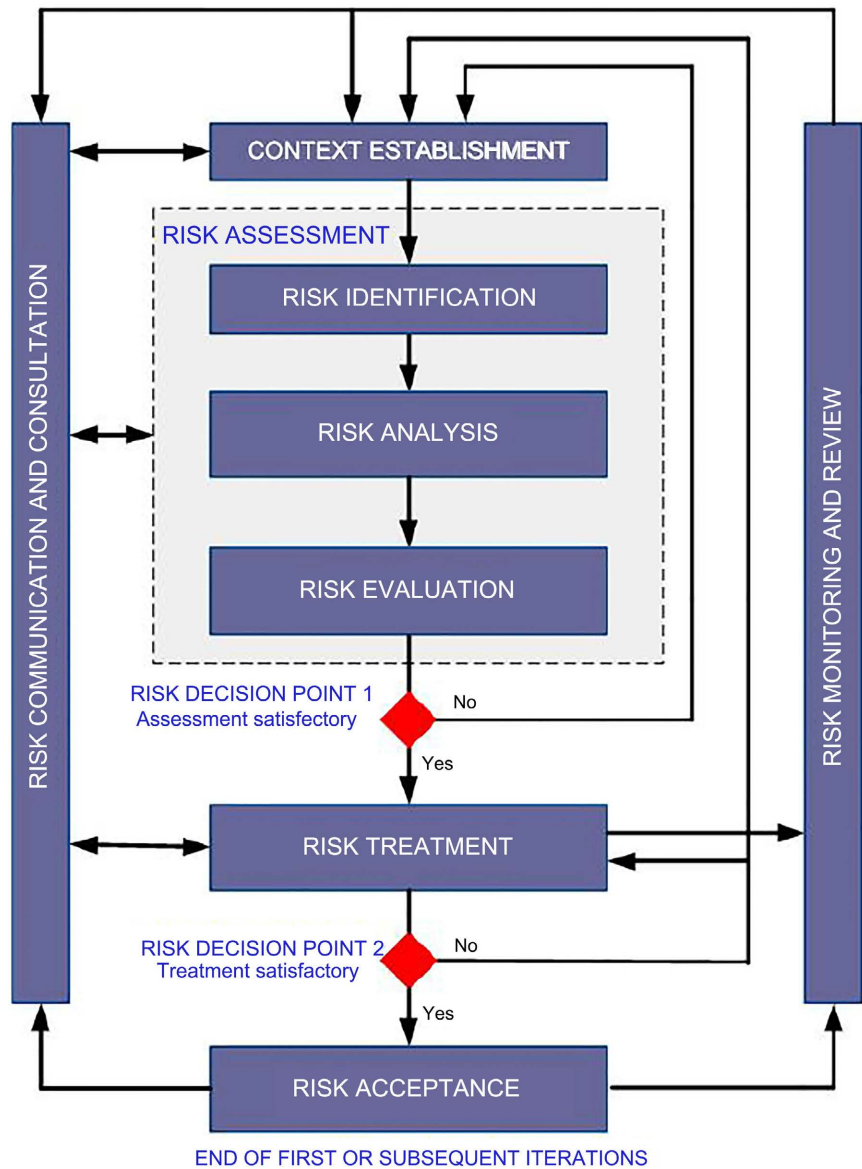 CONTEXT ESTABLISHMENT
RISK ASSESSMENT
RISK IDENTIFICATION
RISK ANALYSIS
RISK EVALUATION
RISK DECISION POINT 1
Assessment satisfectory
No
Yes
RISK TREATMENT
RISK DECISION POINT 2
Treatment satisfactory
No
Yes
RISK ACCEPTANCE
END OF FIRST OR SUBSEQUENT ITERATIONS
RISK COMMUNICATION AND CONSULTATION
RISK MONITORING AND REVIEW